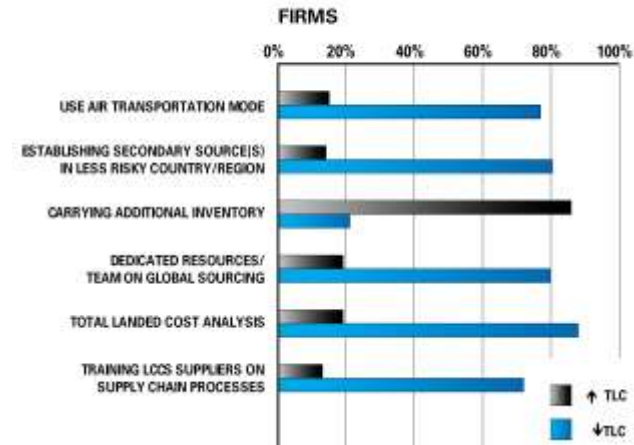 FIRMS
0% 20% 40% 60% 80% 100%
USE AIR TRANSPORTATION MODE
ESTABLISHING SECONDARY SOURCE(S)
IN LESS RISKY COUNTRY/REGION
CARRYING ADDITIONAL INVENTORY
DEDICATED RESOURCES/
TEAM ON GLOBAL SOURCING
TOTAL LANDED COST ANALYSIS
TRAINING LCCS SUPPLIERS ON
SUPPLY CHAIN PROCESSES
↑ TLC
↓TLC